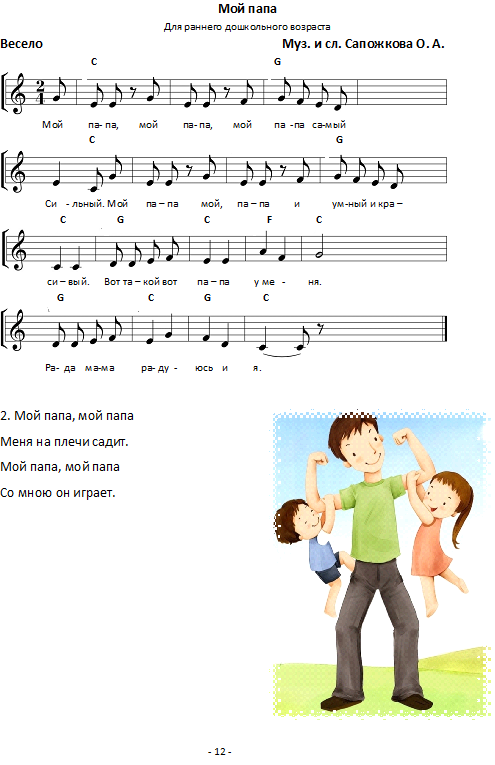 Мой папа
Для раннего дошкольного возраста
Весело Муз. и сл. Сапожкова О. А.
C G
2
4
Мой па-па, мой па-па, мой па-па са-мый
C G
Си - льный. Мой па–па мой, па–па и ум-ный и кра–
C G C F C
си–вый. Вот та–кой вот па–па у ме – ня.
G C G C
Ра- да ма-ма ра- ду - юсь и я.
2. Мой папа, мой папа
Меня на плечи садит.
Мой папа, мой папа
Со мною он играет.
- 12 -